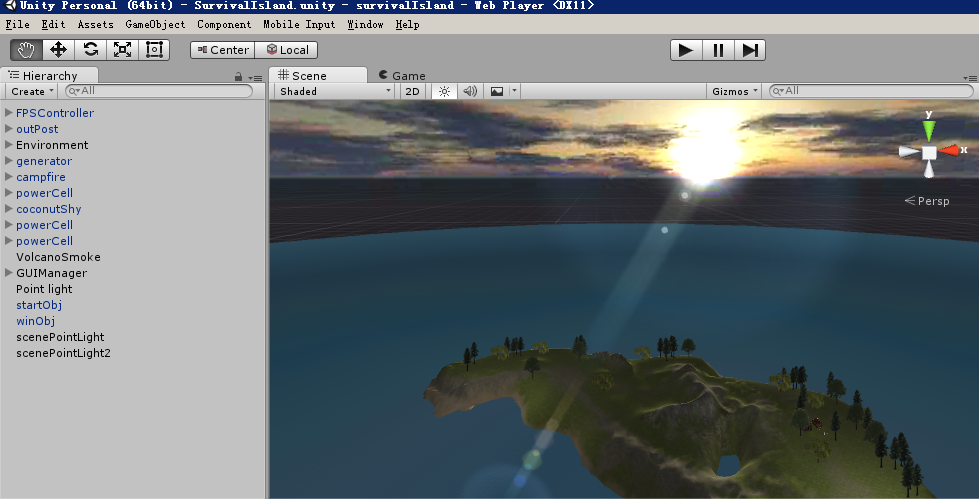 Unity Personal (64bit) - SurvivalIsland.unity - survivalIsland - Web Player <DX11>
File Edit Assets GameObject Component Mobile Input Window Help
Center Local
Hierarchy
Create All
FPSController
outPost
Environment
generator
campfire
powerCell
coconutShy
powerCell
powerCell
VolcanoSmoke
GUIManager
Point light
startObj
winObj
scenePointLight
scenePointLight2
Scene Game
Shaded 2D Gizmos All
y
x
Persp